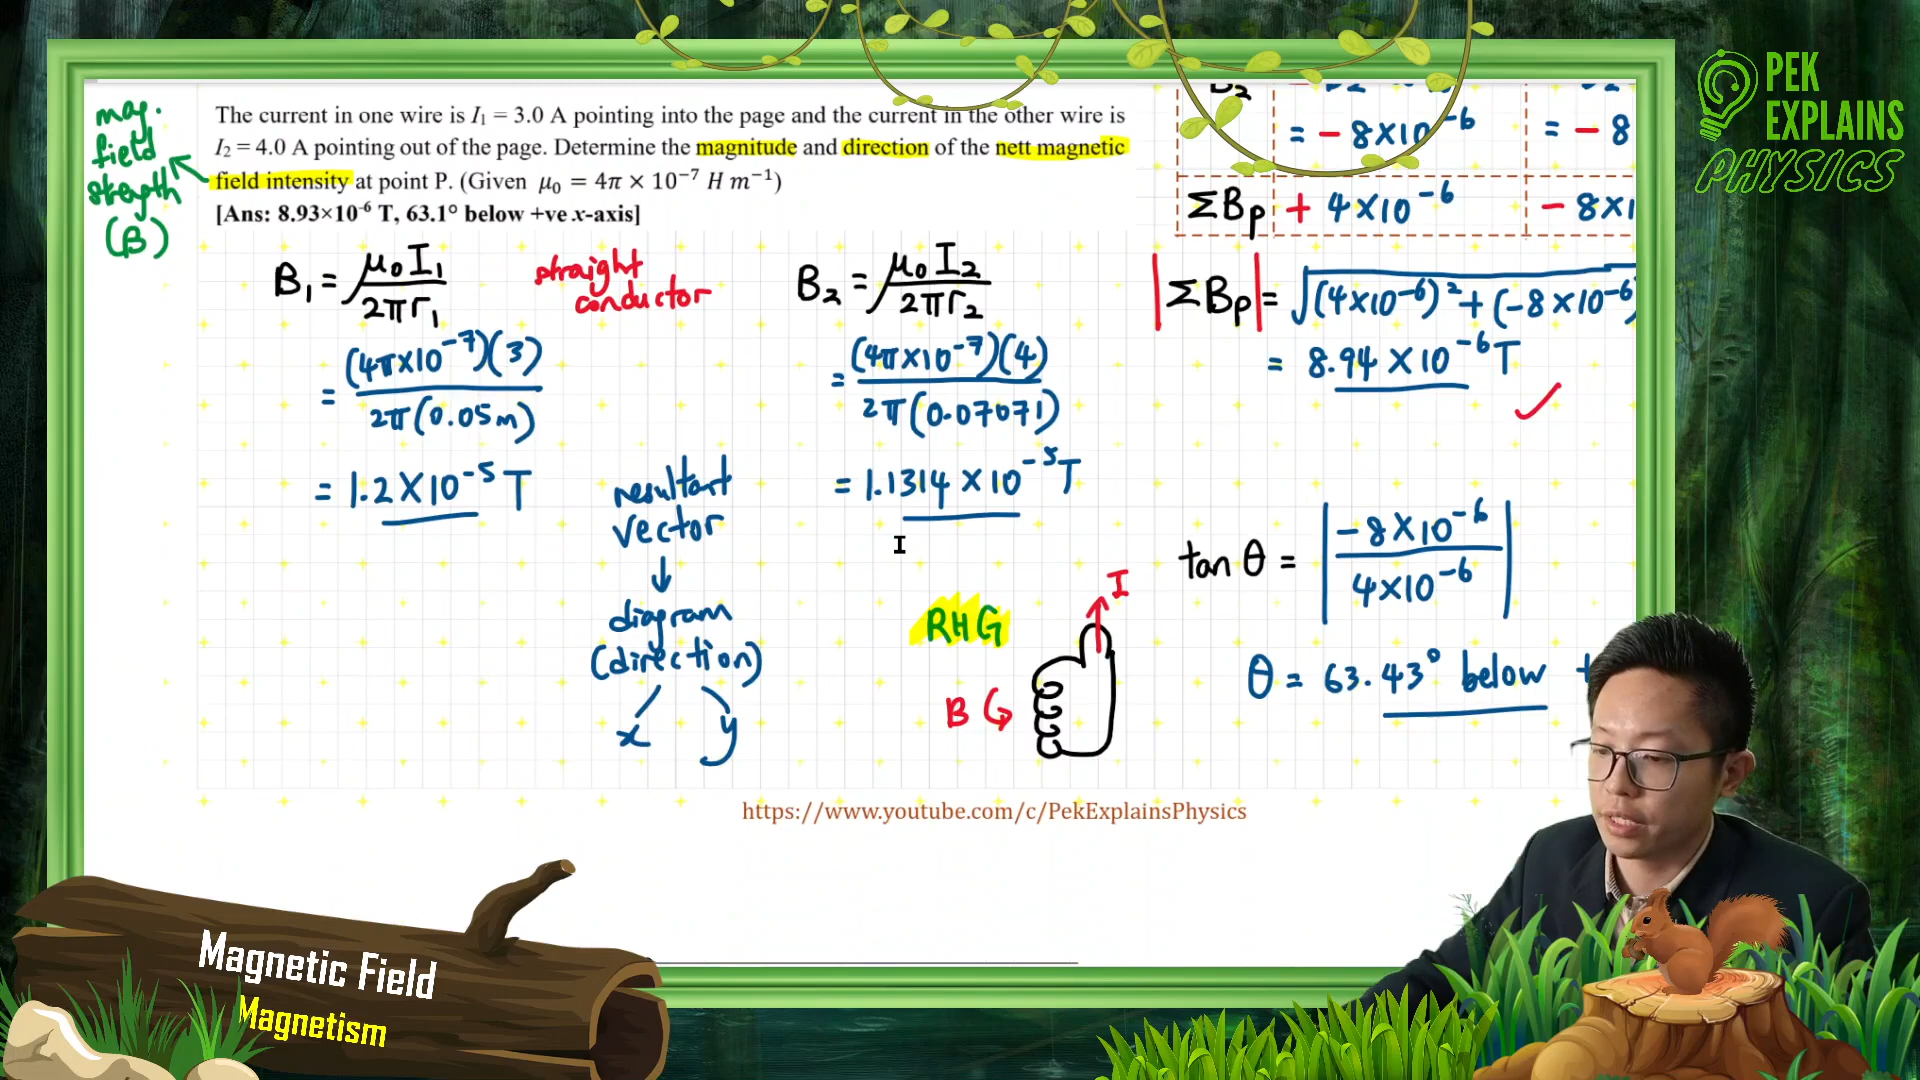 PEK
EXPLAINS
PHYSICS
mag.
field
strength
(B)
The current in one wire is I₁ = 3.0 A pointing into the page and the current in the other wire is
I₂ = 4.0 A pointing out of the page. Determine the magnitude and direction of the nett magnetic
field intensity at point P. (Given μ₀ = 4π × 10⁻⁷ H m⁻¹)
[Ans: 8.93×10⁻⁶ T, 63.1° below +ve x-axis]
B₁ = μ₀I₁ / 2πr₁
= (4π×10⁻⁷)(3) / 2π(0.05m)
= 1.2×10⁻⁵ T
straight
conductor
resultant
vector
↓
diagram
(direction)
x y
B₂ = μ₀I₂ / 2πr₂
= (4π×10⁻⁷)(4) / 2π(0.07071)
= 1.1314×10⁻⁵ T
RHG
I
B
= - 8×10⁻⁶ = - 8
ΣBp + 4×10⁻⁶ - 8×1
|ΣBp| = √(4×10⁻⁶)² + (-8×10⁻⁶
= 8.94 × 10⁻⁶ T
tan θ = |-8×10⁻⁶ / 4×10⁻⁶|
θ = 63.43° below +
https://www.youtube.com/c/PekExplainsPhysics
Magnetic Field
Magnetism